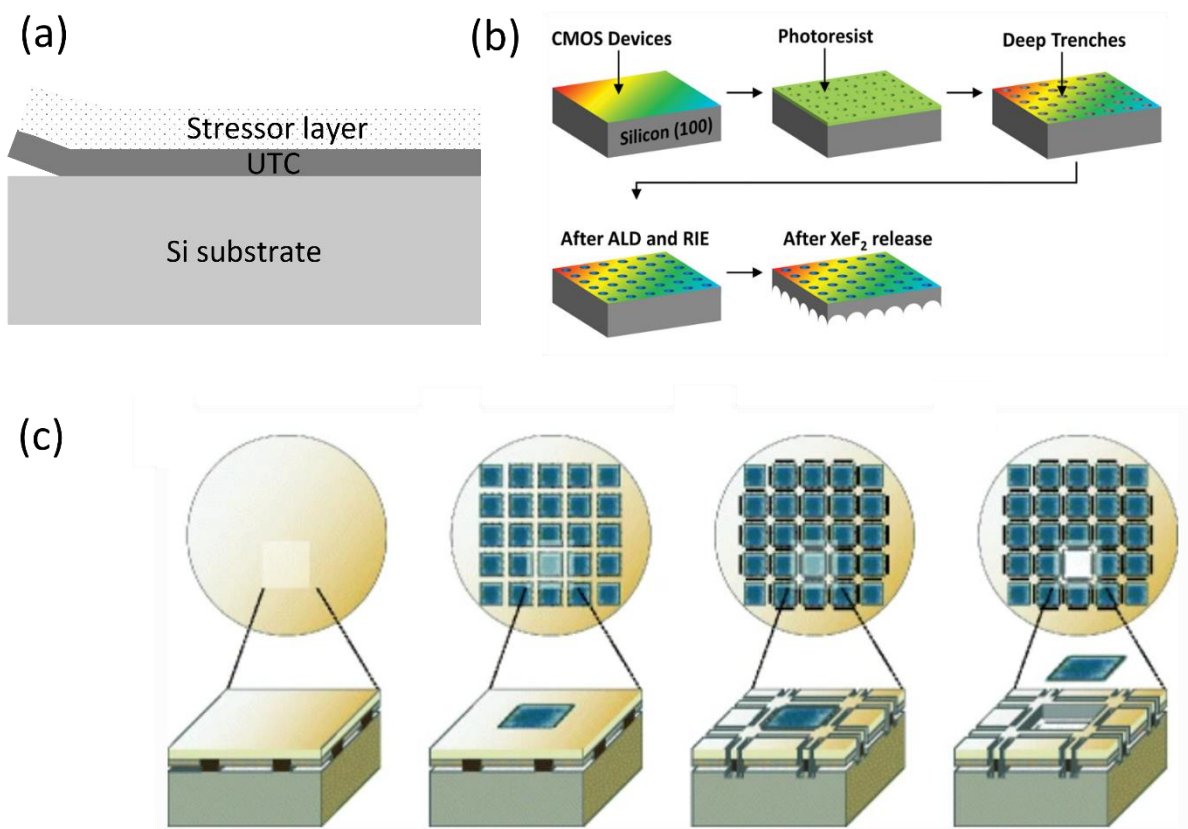 (a)
Stressor layer
UTC
Si substrate
(b)
CMOS Devices
Photoresist
Deep Trenches
Silicon (100)
After ALD and RIE
After XeF₂ release
(c)